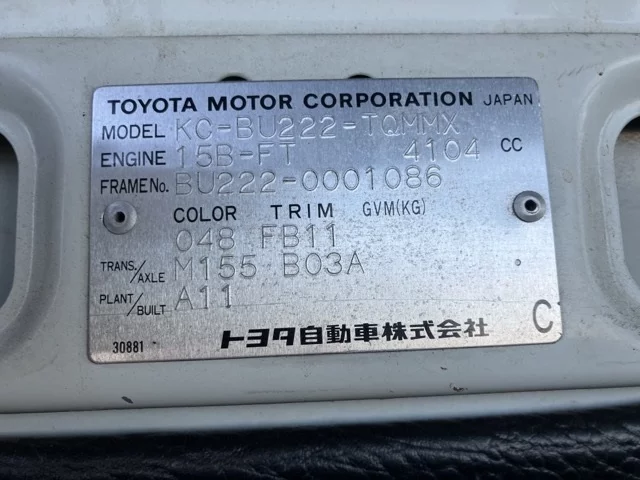 TOYOTA MOTOR CORPORATION JAPAN
MODEL KC-BU222-TQMMX
ENGINE 15B-FT 4104 CC
FRAME No. BU222-0001086
COLOR TRIM GVM(KG)
048 FB11
TRANS./AXLE M155 B03A
PLANT/BUILT A11
30881 トヨタ自動車株式会社 C